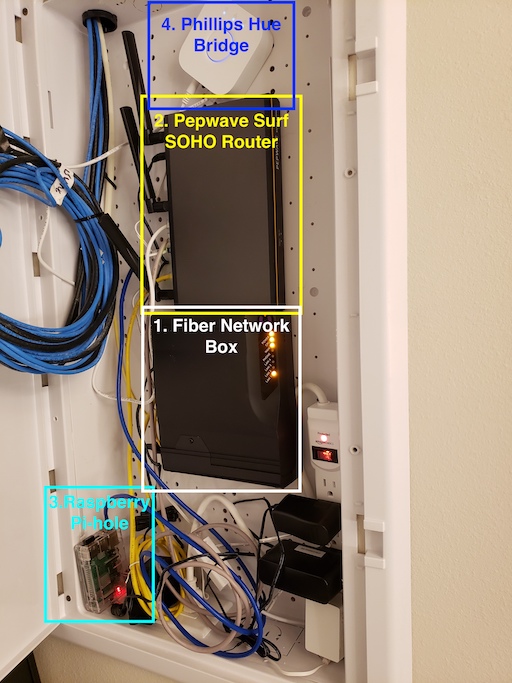 4. Phillips Hue
Bridge
2. Pepwave Surf
SOHO Router
1. Fiber Network
Box
3.Raspberry
Pi-hole